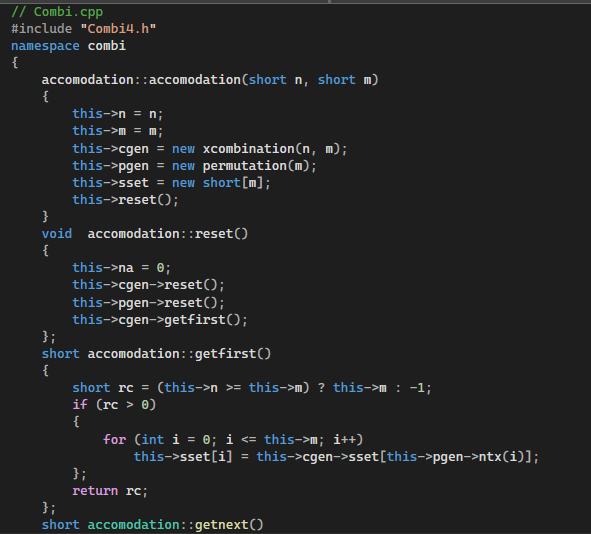 // Combi.cpp
#include "Combi4.h"
namespace combi
{
    accomodation::accomodation(short n, short m)
    {
        this->n = n;
        this->m = m;
        this->cgen = new xcombination(n, m);
        this->pgen = new permutation(m);
        this->sset = new short[m];
        this->reset();
    }
    void  accomodation::reset()
    {
        this->na = 0;
        this->cgen->reset();
        this->pgen->reset();
        this->cgen->getfirst();
    };
    short accomodation::getfirst()
    {
        short rc = (this->n >= this->m) ? this->m : -1;
        if (rc > 0)
        {
            for (int i = 0; i <= this->m; i++)
                this->sset[i] = this->cgen->sset[this->pgen->ntx(i)];
        };
        return rc;
    };
    short accomodation::getnext()